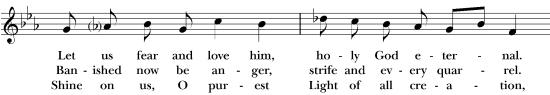 Let us fear and love him, ho - ly God e - ter - nal.
Ban - ished now be an - ger, strife and ev - ery quar - rel.
Shine on us, O pur - est Light of all cre - a - tion,